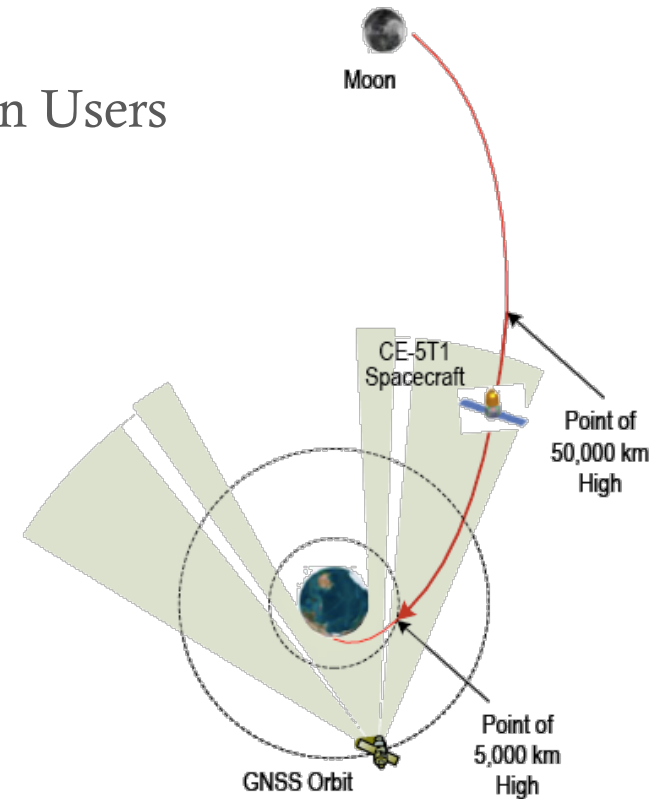 n Users
Moon
CE-5T1
Spacecraft
Point of
50,000 km
High
Point of
5,000 km
High
GNSS Orbit